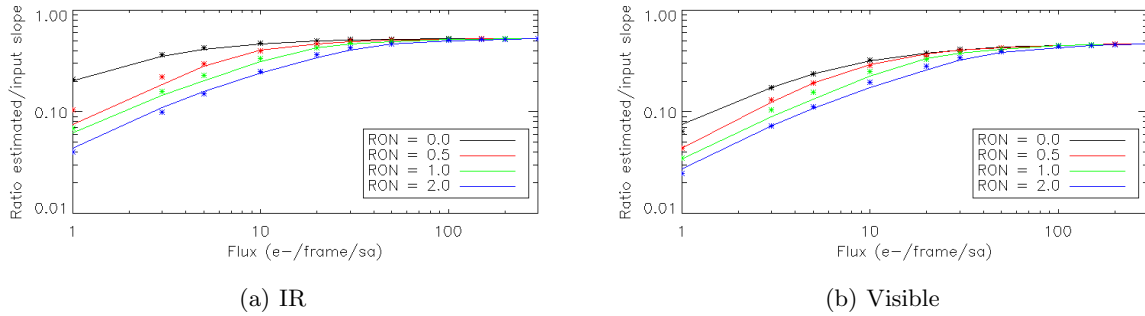 Ratio estimated/input slope
1.00
0.10
0.01
RON = 0.0
RON = 0.5
RON = 1.0
RON = 2.0
1 10 100
Flux (e-/frame/sa)
(a) IR
Ratio estimated/input slope
1.00
0.10
0.01
RON = 0.0
RON = 0.5
RON = 1.0
RON = 2.0
1 10 100
Flux (e-/frame/sa)
(b) Visible